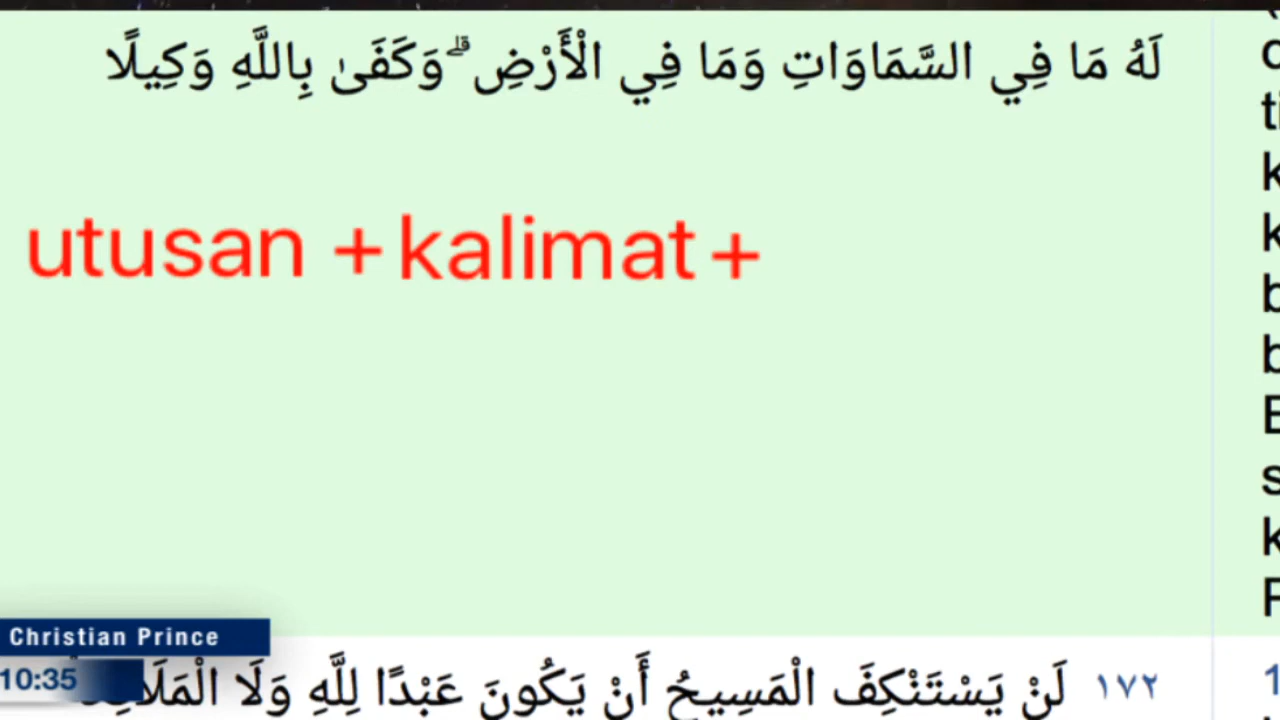 لَهُ مَا فِي السَّمَاوَاتِ وَمَا فِي الْأَرْضِ ۗ وَكَفَىٰ بِاللَّهِ وَكِيلًا
utusan + kalimat +
Christian Prince
10:35
١٧٢ لَنْ يَسْتَنْكِفَ الْمَسِيحُ أَنْ يَكُونَ عَبْدًا لِلَّهِ وَلَا